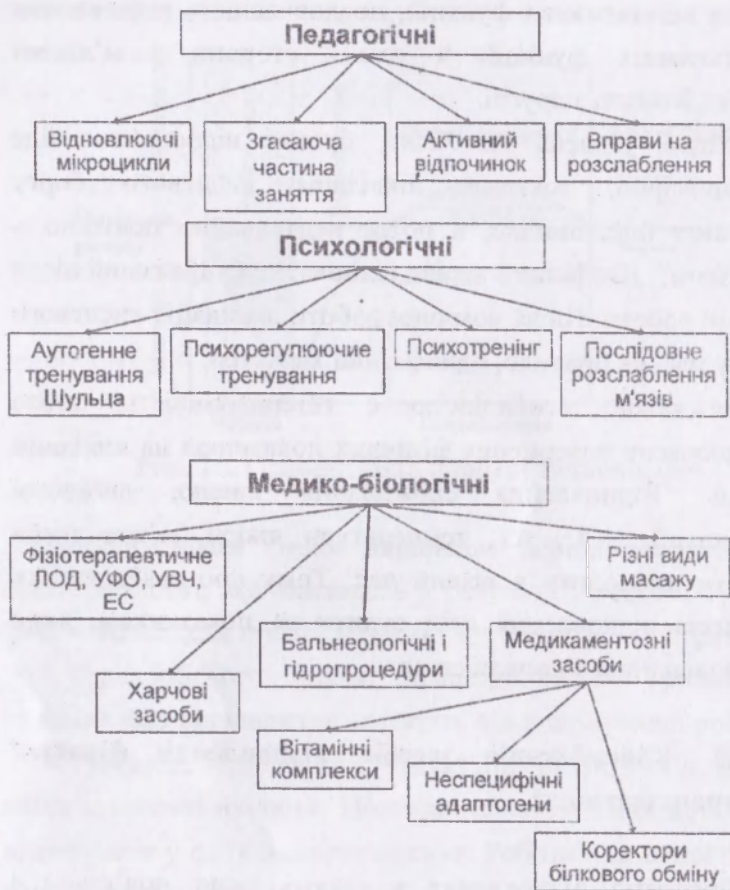 Педагогічні
Відновлюючі
мікроцикли
Згасаюча
частина
заняття
Активний
відпочинок
Вправи на
розслаблення
Психологічні
Аутогенне
тренування
Шульца
Психорегулюючие
тренування
Психотренінг
Послідовне
розслаблення
м'язів
Медико-біологічні
Фізіотерапевтичне
ЛОД, УФО, УВЧ,
ЕС
Різні види
масажу
Бальнеологічні і
гідропроцедури
Медикаментозні
засоби
Харчові
засоби
Вітамінні
комплекси
Неспецифічні
адаптогени
Коректори
білкового обміну